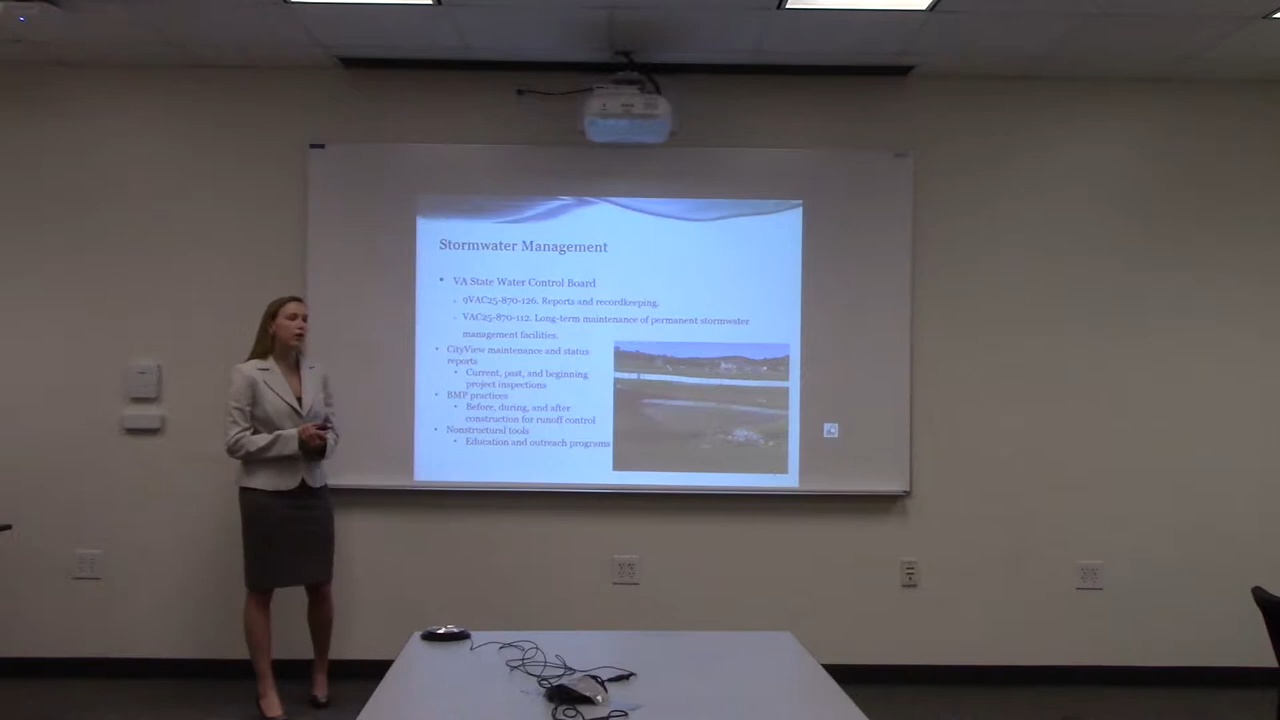 Stormwater Management
VA State Water Control Board
9VAC25-870-126. Reports and recordkeeping.
VAC25-870-112. Long-term maintenance of permanent stormwater
management facilities.
CityView maintenance and status
reports
Current, past, and beginning
project inspections
BMP practices
Before, during, and after
construction for runoff control
Nonstructural tools
Education and outreach programs